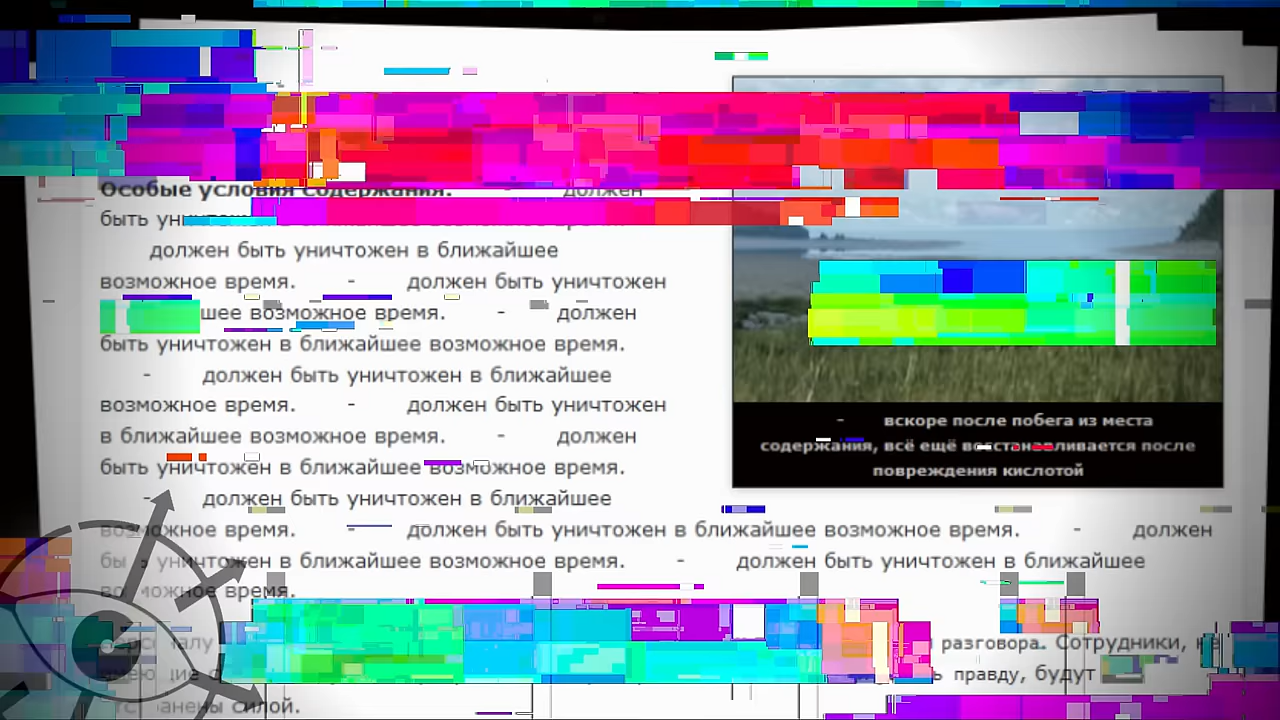 Особые условия содержания. - должен
быть
должен быть уничтожен в ближайшее
возможное время. - должен быть уничтожен
возможное время. - должен
быть уничтожен в ближайшее возможное время.
- должен быть уничтожен в ближайшее
возможное время. - должен быть уничтожен
в ближайшее возможное время. - должен
быть уничтожен в ближайшее возможное время.
- должен быть уничтожен в ближайшее
возможное время. - должен быть уничтожен в ближайшее возможное время. - должен
уничтожен в ближайшее возможное время. - должен быть уничтожен в ближайшее
время.
разговора. Сотрудники, не
правду, будут
силой.
- вскоре после побега из места
содержания, всё ещё восстанавливается после
повреждения кислотой